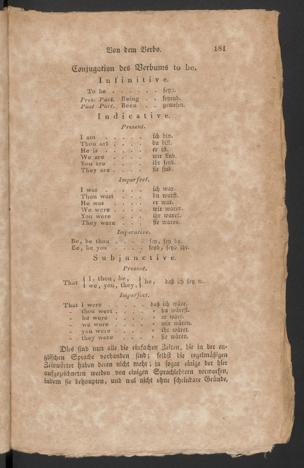 Von dem Verbo. 181
Conjugation des Verbums to be.
Infinitive.
To be . . . . . . seyn.
Pres. Part. Being . . . seyend.
Past Part. Been . . . gewesen.
Indicative.
Present.
I am . . . . . ich bin.
Thou art . . . . du bist.
He is . . . . . er ist.
We are . . . . wir sind.
You are . . . . ihr seyd.
They are . . . . sie sind.
Imperfect.
I was . . . . . ich war.
Thou wast . . . . du warst.
He was . . . . er war.
We were . . . . wir waren.
You were . . . . ihr waret.
They were . . . . sie waren.
Imperative.
Be, be thou . . . . sey, sey du.
Be, be you . . . . seyd, seyd ihr.
Subjunctive.
Present.
That { I, thou, he, we, you, they, } be, daß ich sey
Imperfect.
That I were . . . . daß ich wäre.
thou wert . . . . du wärest.
he were . . . . er wäre.
we were . . . . wir wären.
you were . . . . ihr wäret.
they were . . . . sie wären.
Dies sind nun alle die einfachen Zeiten, die in der en-
glischen Sprache vorhanden sind; selbst die regelmäßigen
Zeitwörter haben deren nicht mehr; ja sogar einige der hier
aufgezeichneten werden von einigen Sprachlehrern verworfen,
indem sie behaupten, und wol nicht ohne scheinbare Gründe,